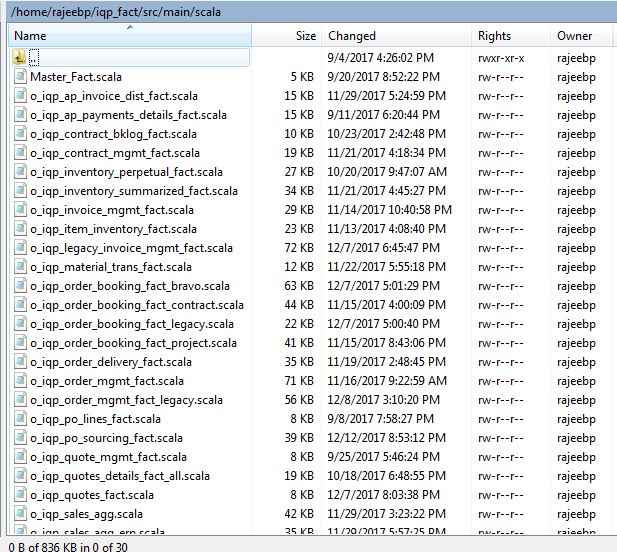 /home/rajeebp/iqp_fact/src/main/scala
Name Size Changed Rights Owner
.. 9/4/2017 4:26:02 PM rwxr-xr-x rajeebp
Master_Fact.scala 5 KB 9/20/2017 8:52:22 PM rw-r--r-- rajeebp
o_iqp_ap_invoice_dist_fact.scala 15 KB 11/29/2017 5:24:59 PM rw-r--r-- rajeebp
o_iqp_ap_payments_details_fact.scala 15 KB 9/11/2017 6:20:44 PM rw-r--r-- rajeebp
o_iqp_contract_bklog_fact.scala 10 KB 10/23/2017 2:42:48 PM rw-r--r-- rajeebp
o_iqp_contract_mgmt_fact.scala 19 KB 11/21/2017 4:18:34 PM rw-r--r-- rajeebp
o_iqp_inventory_perpetual_fact.scala 27 KB 10/20/2017 9:47:07 AM rw-r--r-- rajeebp
o_iqp_inventory_summarized_fact.scala 34 KB 11/21/2017 4:45:27 PM rw-r--r-- rajeebp
o_iqp_invoice_mgmt_fact.scala 29 KB 11/14/2017 10:40:58 PM rw-r--r-- rajeebp
o_iqp_item_inventory_fact.scala 23 KB 11/13/2017 4:08:40 PM rw-r--r-- rajeebp
o_iqp_legacy_invoice_mgmt_fact.scala 72 KB 12/7/2017 6:45:47 PM rw-r--r-- rajeebp
o_iqp_material_trans_fact.scala 12 KB 11/22/2017 5:55:18 PM rw-r--r-- rajeebp
o_iqp_order_booking_fact_bravo.scala 63 KB 12/7/2017 5:01:29 PM rw-r--r-- rajeebp
o_iqp_order_booking_fact_contract.scala 44 KB 11/15/2017 4:00:09 PM rw-r--r-- rajeebp
o_iqp_order_booking_fact_legacy.scala 22 KB 12/7/2017 5:00:40 PM rw-r--r-- rajeebp
o_iqp_order_booking_fact_project.scala 41 KB 11/15/2017 8:43:06 PM rw-r--r-- rajeebp
o_iqp_order_delivery_fact.scala 35 KB 11/19/2017 2:48:45 PM rw-r--r-- rajeebp
o_iqp_order_mgmt_fact.scala 71 KB 11/16/2017 9:22:59 AM rw-r--r-- rajeebp
o_iqp_order_mgmt_fact_legacy.scala 56 KB 12/8/2017 3:10:20 PM rw-r--r-- rajeebp
o_iqp_po_lines_fact.scala 8 KB 9/8/2017 7:58:27 PM rw-r--r-- rajeebp
o_iqp_po_sourcing_fact.scala 39 KB 12/12/2017 8:53:12 PM rw-r--r-- rajeebp
o_iqp_quote_mgmt_fact.scala 8 KB 9/25/2017 5:46:24 PM rw-r--r-- rajeebp
o_iqp_quotes_details_fact_all.scala 19 KB 10/18/2017 6:48:55 PM rw-r--r-- rajeebp
o_iqp_quotes_fact.scala 8 KB 12/7/2017 8:03:38 PM rw-r--r-- rajeebp
o_iqp_sales_agg.scala 42 KB 11/29/2017 3:23:22 PM rw-r--r-- rajeebp
o_iqp_sales_agg_erp.scala 35 KB 11/29/2017 5:57:25 PM rw-r--r-- rajeebp
0 B of 836 KB in 0 of 30